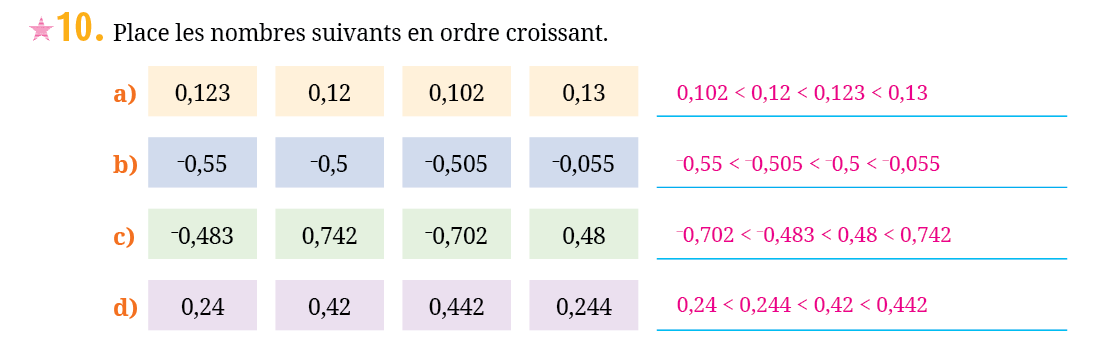 10. Place les nombres suivants en ordre croissant.
a) 0,123 0,12 0,102 0,13 0,102 < 0,12 < 0,123 < 0,13
b) ⁻0,55 ⁻0,5 ⁻0,505 ⁻0,055 ⁻0,55 < ⁻0,505 < ⁻0,5 < ⁻0,055
c) ⁻0,483 0,742 ⁻0,702 0,48 ⁻0,702 < ⁻0,483 < 0,48 < 0,742
d) 0,24 0,42 0,442 0,244 0,24 < 0,244 < 0,42 < 0,442